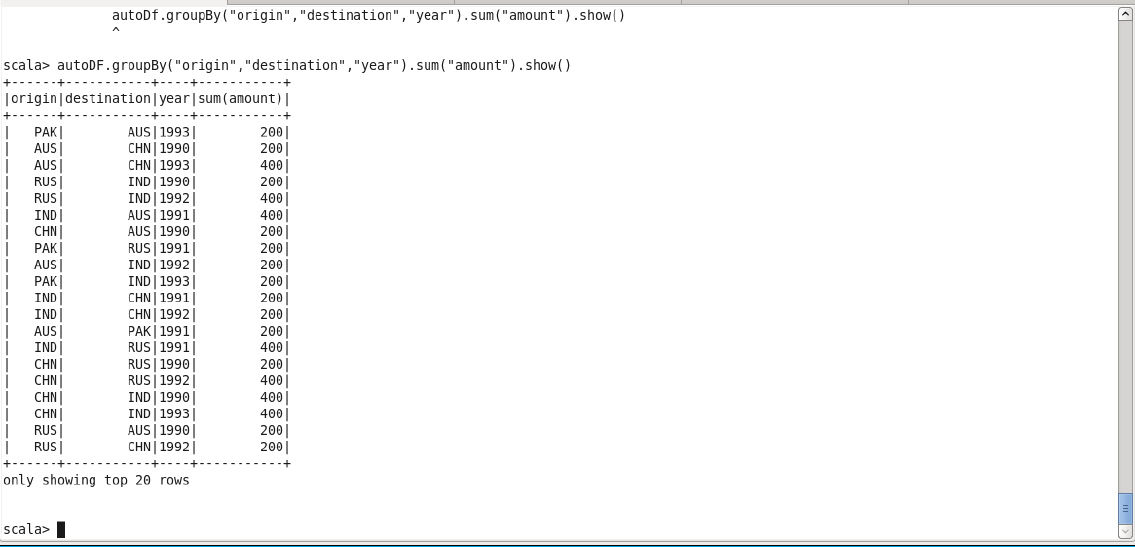 autoDf.groupBy("origin","destination","year").sum("amount").show()
^
scala> autoDF.groupBy("origin","destination","year").sum("amount").show()
+------+-----------+----+-----------+
|origin|destination|year|sum(amount)|
+------+-----------+----+-----------+
|   PAK|        AUS|1993|        200|
|   AUS|        CHN|1990|        200|
|   AUS|        CHN|1993|        400|
|   RUS|        IND|1990|        200|
|   RUS|        IND|1992|        400|
|   IND|        AUS|1991|        400|
|   CHN|        AUS|1990|        200|
|   PAK|        RUS|1991|        200|
|   AUS|        IND|1992|        200|
|   PAK|        IND|1993|        200|
|   IND|        CHN|1991|        200|
|   IND|        CHN|1992|        200|
|   AUS|        PAK|1991|        200|
|   IND|        RUS|1991|        400|
|   CHN|        RUS|1990|        200|
|   CHN|        RUS|1992|        400|
|   CHN|        IND|1990|        400|
|   CHN|        IND|1993|        400|
|   RUS|        AUS|1990|        200|
|   RUS|        CHN|1992|        200|
+------+-----------+----+-----------+
only showing top 20 rows
scala>